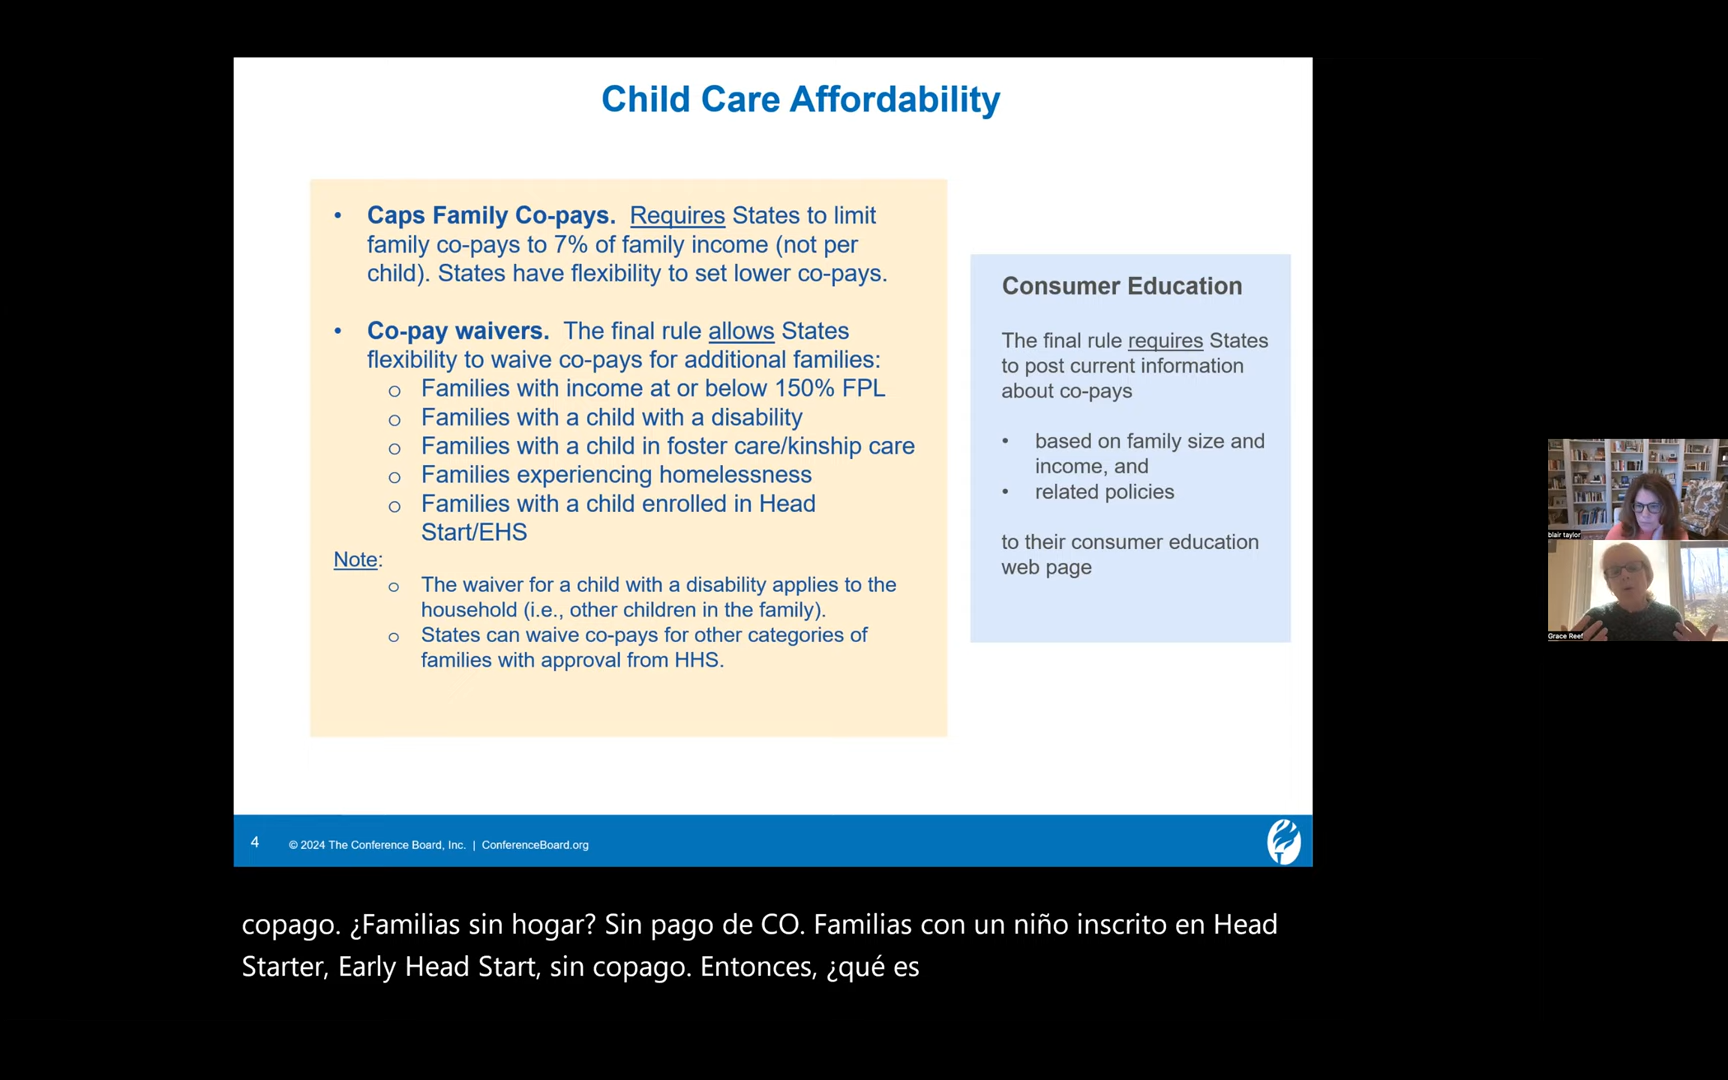 Child Care Affordability
• Caps Family Co-pays. Requires States to limit
family co-pays to 7% of family income (not per
child). States have flexibility to set lower co-pays.
• Co-pay waivers. The final rule allows States
flexibility to waive co-pays for additional families:
o Families with income at or below 150% FPL
o Families with a child with a disability
o Families with a child in foster care/kinship care
o Families experiencing homelessness
o Families with a child enrolled in Head
Start/EHS
Note:
o The waiver for a child with a disability applies to the
household (i.e., other children in the family).
o States can waive co-pays for other categories of
families with approval from HHS.
Consumer Education
The final rule requires States
to post current information
about co-pays
• based on family size and
income, and
• related policies
to their consumer education
web page
blair taylor
Grace Reef
4 © 2024 The Conference Board, Inc. | ConferenceBoard.org
copago. ¿Familias sin hogar? Sin pago de CO. Familias con un niño inscrito en Head
Starter, Early Head Start, sin copago. Entonces, ¿qué es